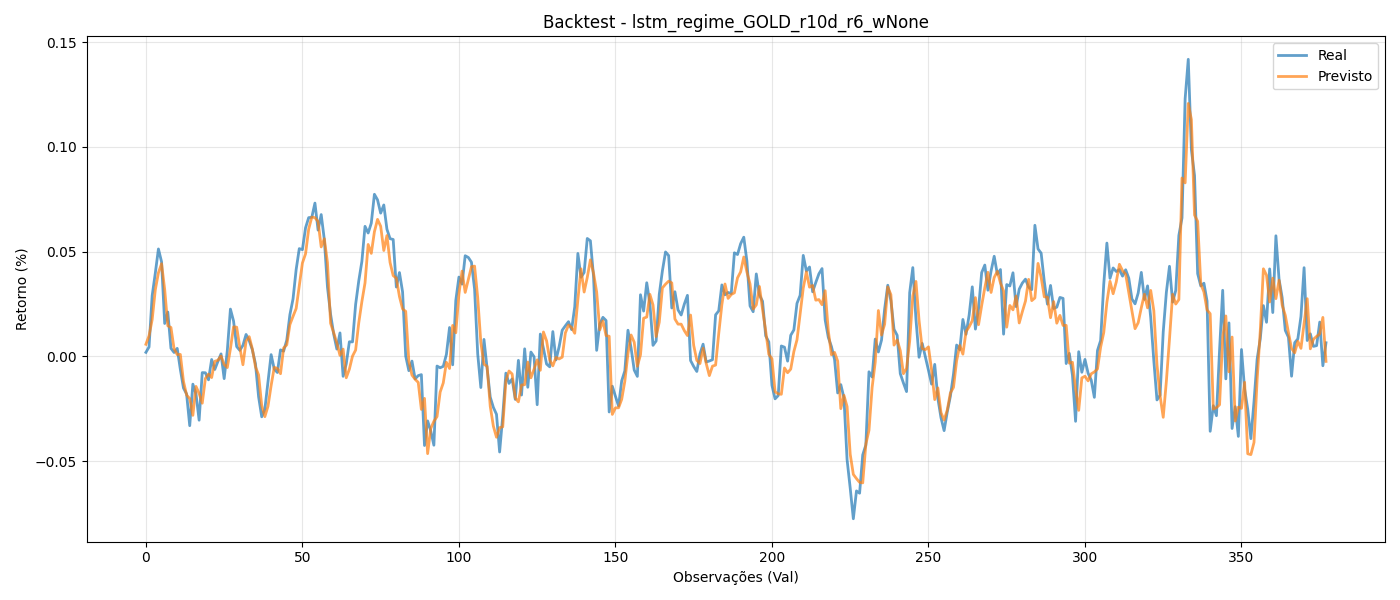 Backtest - lstm_regime_GOLD_r10d_r6_wNone
Real
Previsto
Retorno (%)
0.15
0.10
0.05
0.00
−0.05
0 50 100 150 200 250 300 350
Observações (Val)